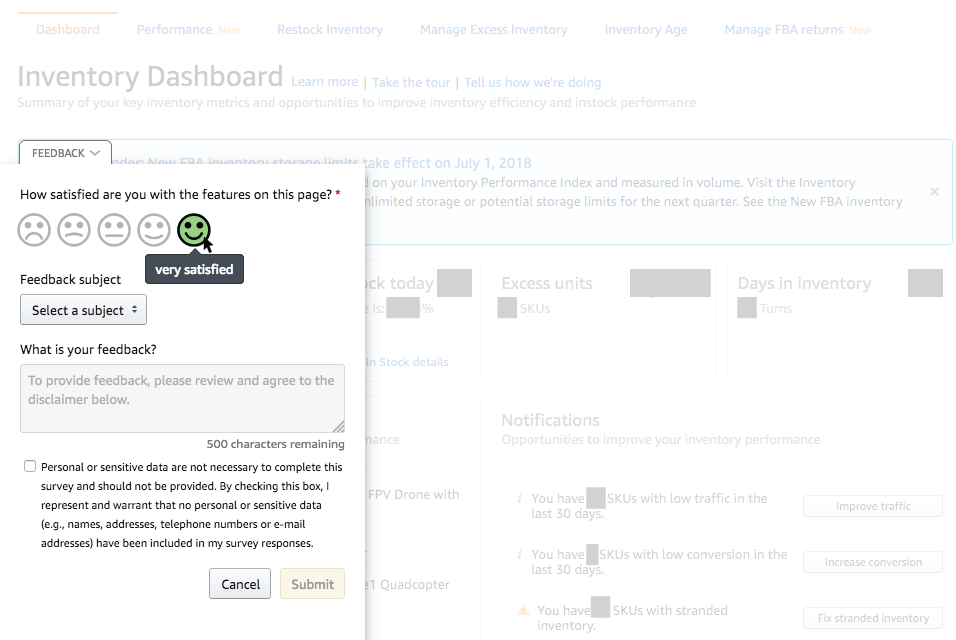 Dashboard
Performance New
Restock Inventory
Manage Excess Inventory
Inventory Age
Manage FBA returns New
Inventory Dashboard Learn more | Take the tour | Tell us how we're doing
Summary of your key inventory metrics and opportunities to improve inventory efficiency and instock performance
FEEDBACK
nder: New FBA inventory storage limits take effect on July 1, 2018
d on your Inventory Performance Index and measured in volume. Visit the Inventory
nlimited storage or potential storage limits for the next quarter. See the New FBA inventory
How satisfied are you with the features on this page? *
very satisfied
Feedback subject
Select a subject
What is your feedback?
To provide feedback, please review and agree to the
disclaimer below.
500 characters remaining
Personal or sensitive data are not necessary to complete this
survey and should not be provided. By checking this box, I
represent and warrant that no personal or sensitive data
(e.g., names, addresses, telephone numbers or e-mail
addresses) have been included in my survey responses.
Cancel
Submit
ock today
e is: %
In Stock details
Excess units
SKUs
Days in inventory
Turns
mance
FPV Drone with
e1 Quadcopter
Notifications
Opportunities to improve your inventory performance
You have SKUs with low traffic in the
last 30 days.
Improve traffic
You have SKUs with low conversion in the
last 30 days.
Increase conversion
You have SKUs with stranded
inventory.
Fix stranded inventory